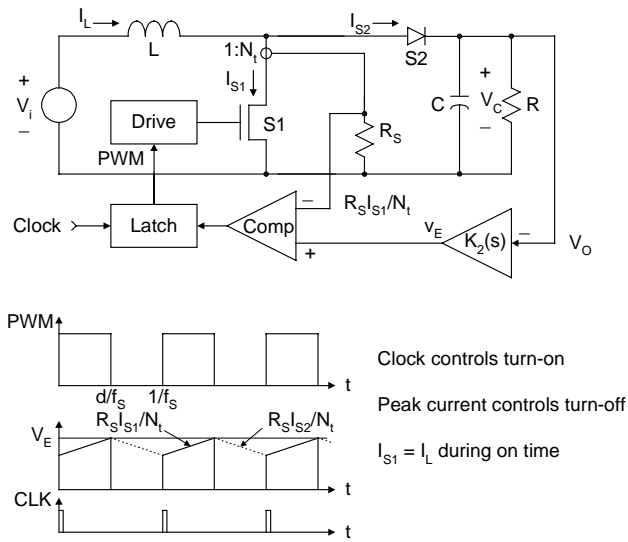 I_L
I_S2
L
1:N_t
S2
I_S1
+
V_i
–
Drive
S1
C
+
V_C
–
R
R_S
PWM
–
R_S I_S1/N_t
Clock
Latch
Comp
+
v_E
K_2(s)
–
V_O
PWM
t
d/f_S
1/f_S
Clock controls turn-on
R_S I_S1/N_t
R_S I_S2/N_t
Peak current controls turn-off
V_E
I_S1 = I_L during on time
t
CLK
t